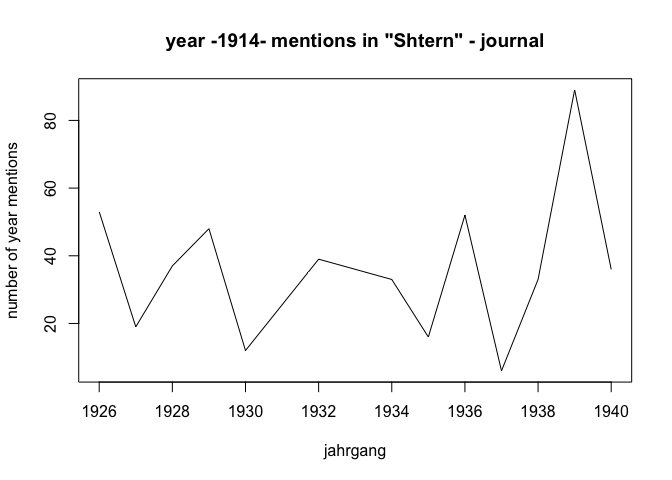 year -1914- mentions in "Shtern" - journal
number of year mentions
80
60
40
20
1926 1928 1930 1932 1934 1936 1938 1940
jahrgang